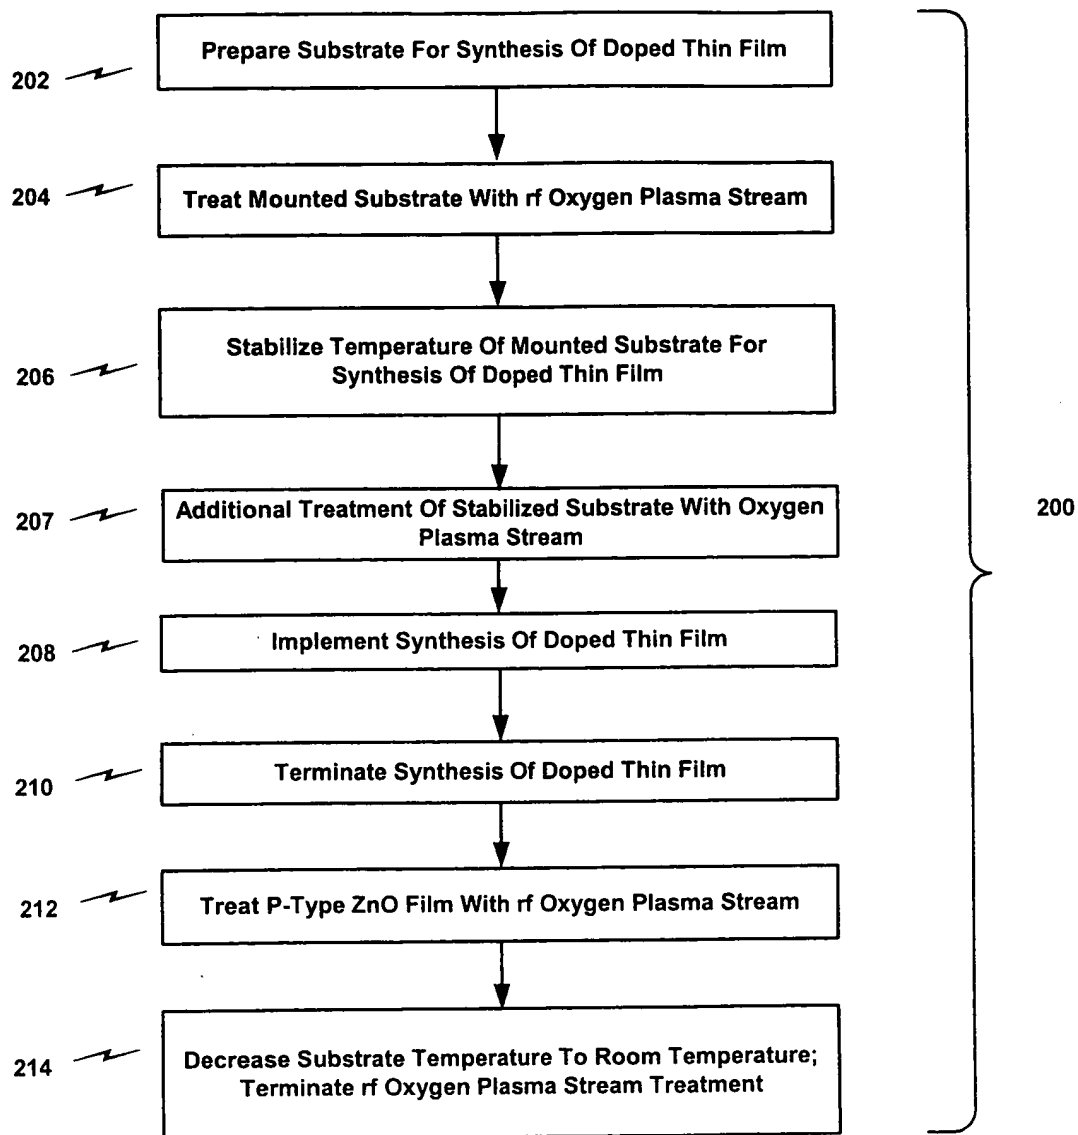 Prepare Substrate For Synthesis Of Doped Thin Film
202
Treat Mounted Substrate With rf Oxygen Plasma Stream
204
Stabilize Temperature Of Mounted Substrate For
Synthesis Of Doped Thin Film
206
Additional Treatment Of Stabilized Substrate With Oxygen
Plasma Stream
207
200
Implement Synthesis Of Doped Thin Film
208
Terminate Synthesis Of Doped Thin Film
210
Treat P-Type ZnO Film With rf Oxygen Plasma Stream
212
Decrease Substrate Temperature To Room Temperature;
Terminate rf Oxygen Plasma Stream Treatment
214